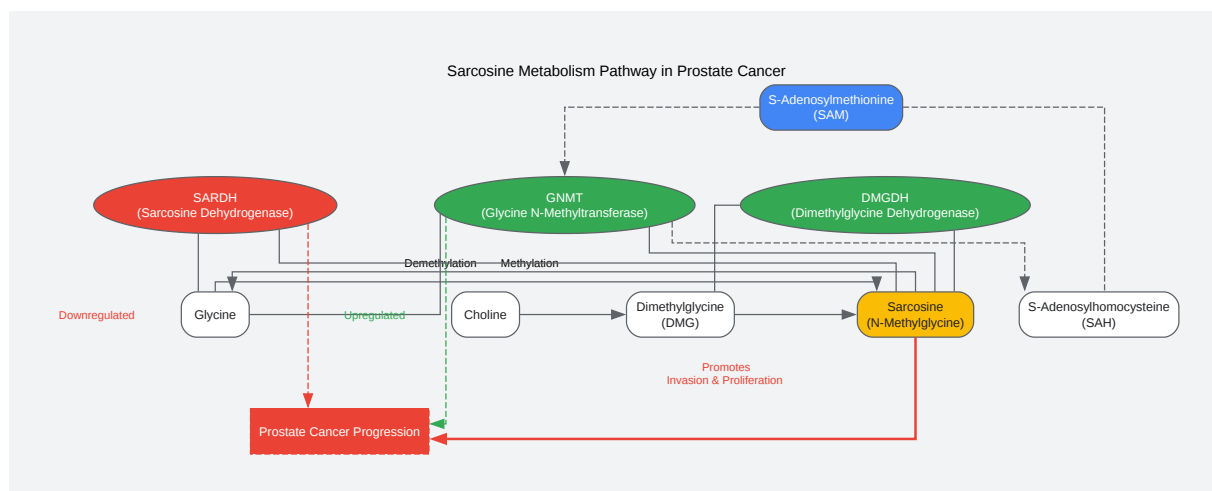 Sarcosine Metabolism Pathway in Prostate Cancer
S-Adenosylmethionine
(SAM)
SARDH
(Sarcosine Dehydrogenase)
GNMT
(Glycine N-Methyltransferase)
DMGDH
(Dimethylglycine Dehydrogenase)
Demethylation
Methylation
Downregulated
Glycine
Upregulated
Choline
Dimethylglycine
(DMG)
Sarcosine
(N-Methylglycine)
S-Adenosylhomocysteine
(SAH)
Promotes
Invasion & Proliferation
Prostate Cancer Progression